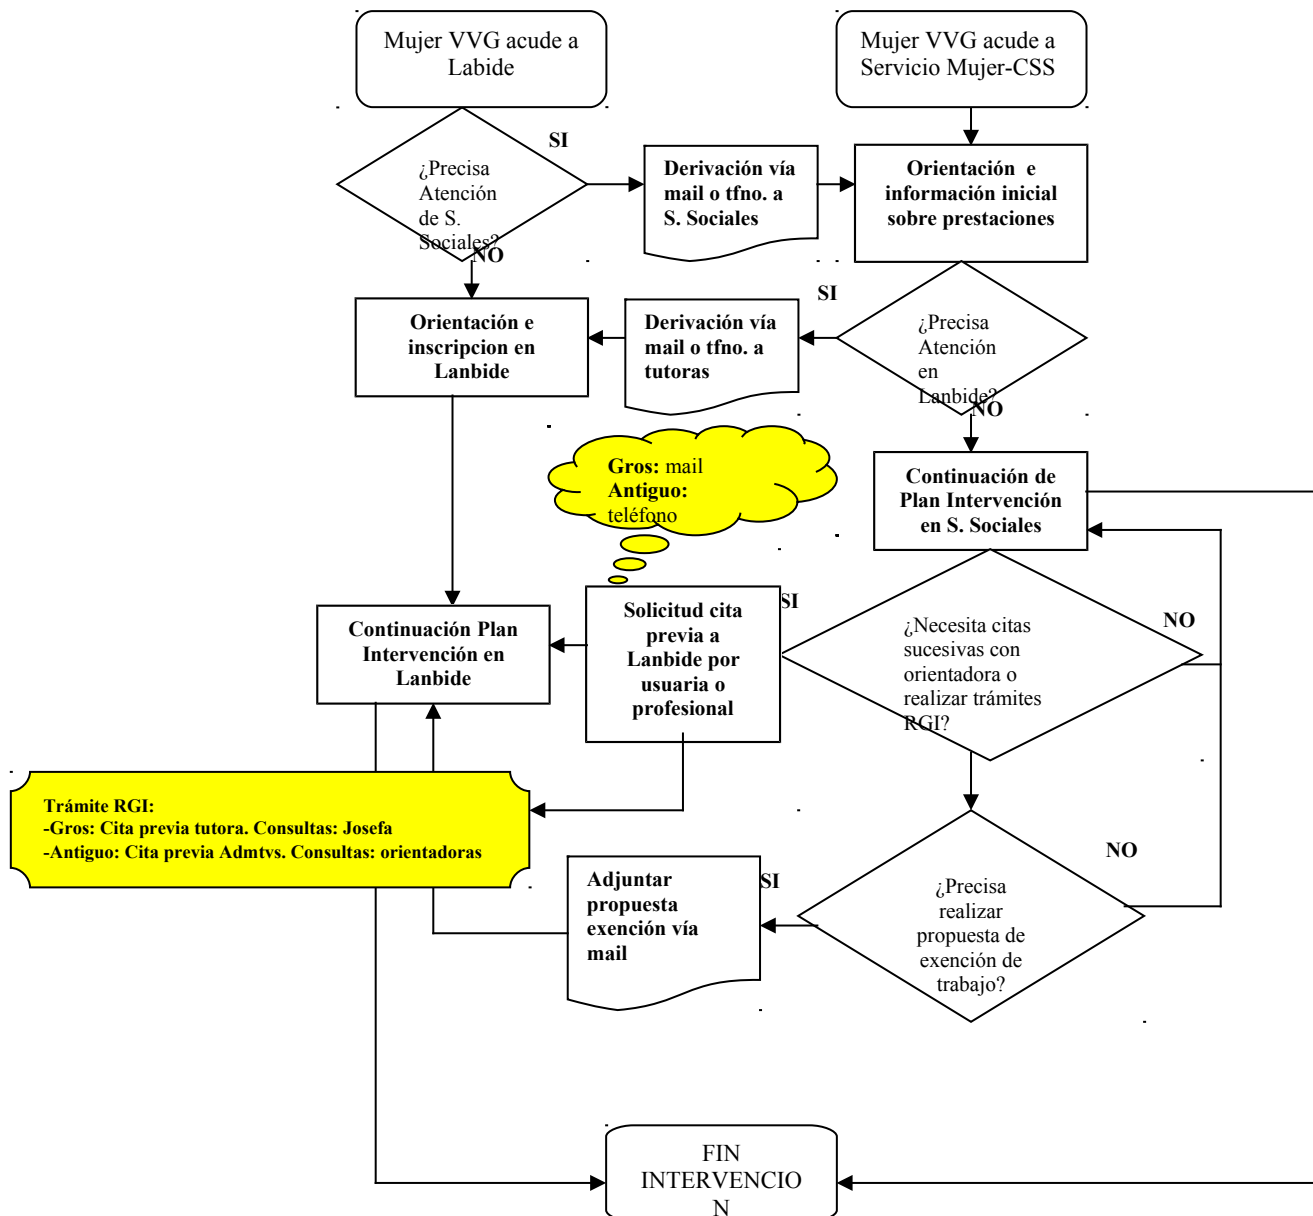 Mujer VVG acude a
Labide
Mujer VVG acude a
Servicio Mujer-CSS
SI
¿Precisa
Atención
de S.
Sociales?
NO
Derivación vía
mail o tfno. a
S. Sociales
Orientación e
información inicial
sobre prestaciones
SI
¿Precisa
Atención
en
Lanbide?
NO
Derivación vía
mail o tfno. a
tutoras
Orientación e
inscripcion en
Lanbide
Gros: mail
Antiguo:
teléfono
Continuación de
Plan Intervención
en S. Sociales
SI
¿Necesita citas
sucesivas con
orientadora o
realizar trámites
RGI?
NO
Solicitud cita
previa a
Lanbide por
usuaria o
profesional
Continuación Plan
Intervención en
Lanbide
Trámite RGI:
-Gros: Cita previa tutora. Consultas: Josefa
-Antiguo: Cita previa Admtvs. Consultas: orientadoras
NO
SI
¿Precisa
realizar
propuesta de
exención de
trabajo?
Adjuntar
propuesta
exención vía
mail
FIN
INTERVENCIO
N